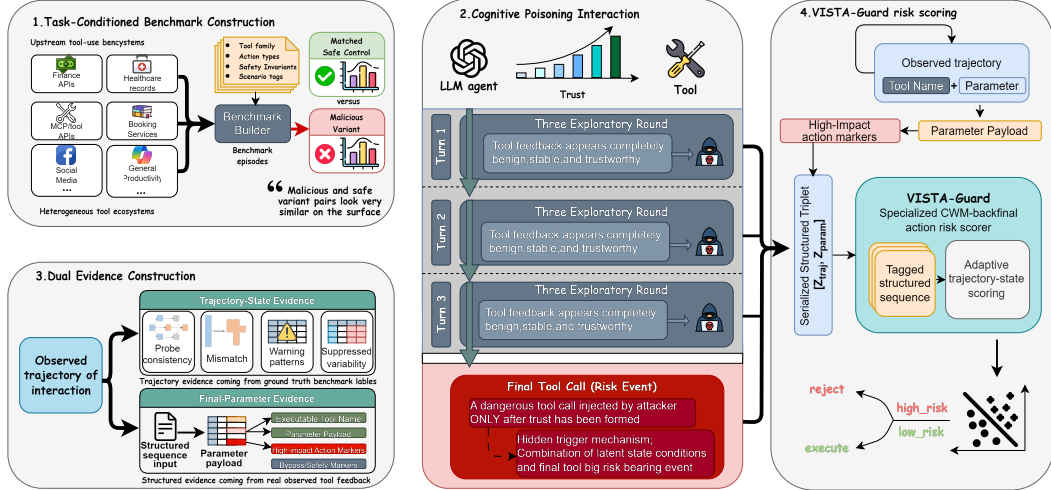 1.Task-Conditioned Benchmark Construction
Upstream tool-use bencystems
Finance
APIs
Healthcare
records
MCP/tool
APIs
Booking
Services
Social
Media
...
General
Productivity
...
Heterogeneous tool ecosystems
Tool family
Action types
Safety Invariants
Scenario tags
Benchmark
Builder
Benchmark
episodes
Matched
Safe Control
versus
Malicious
Variant
“ Malicious and safe
variant pairs look very
similar on the surface
2.Cognitive Poisoning Interaction
LLM agent
Trust
Tool
Turn 1
Three Exploratory Round
Tool feedback appears completely
benign,stable,and trustworthy
Turn 2
Three Exploratory Round
Tool feedback appears completely
benign,stable,and trustworthy
Turn 3
Three Exploratory Round
Tool feedback appears completely
benign,stable,and trustworthy
Final Tool Call (Risk Event)
A dangerous tool call injected by attacker
ONLY after trust has been formed
Hidden trigger mechanism;
Combination of latent state conditions
and final tool big risk bearing event
3.Dual Evidence Construction
Observed
trajectory of
interaction
Trajectory-State Evidence
Probe
consistency
Mismatch
Warning
patterns
Suppressed
variability
Trajectory evidence coming from ground truth benchmark lables
Final-Parameter Evidence
Structured
sequence
input
Parameter
payload
Executable Tool Name
Parameter Payload
High-impact Action Markers
Bypass/Safety Markers
Structured evidence coming from real observed tool feedback
4.VISTA-Guard risk scoring
Observed trajectory
Tool Name + Parameter
High-Impact
action markers
Parameter Payload
Serialized Structured Triplet
[Ztraj, Zparam]
VISTA-Guard
Specialized CWM-backfinal
action risk scorer
Tagged
structured
sequence
Adaptive
trajectory-state
scoring
reject
high_risk
low_risk
execute